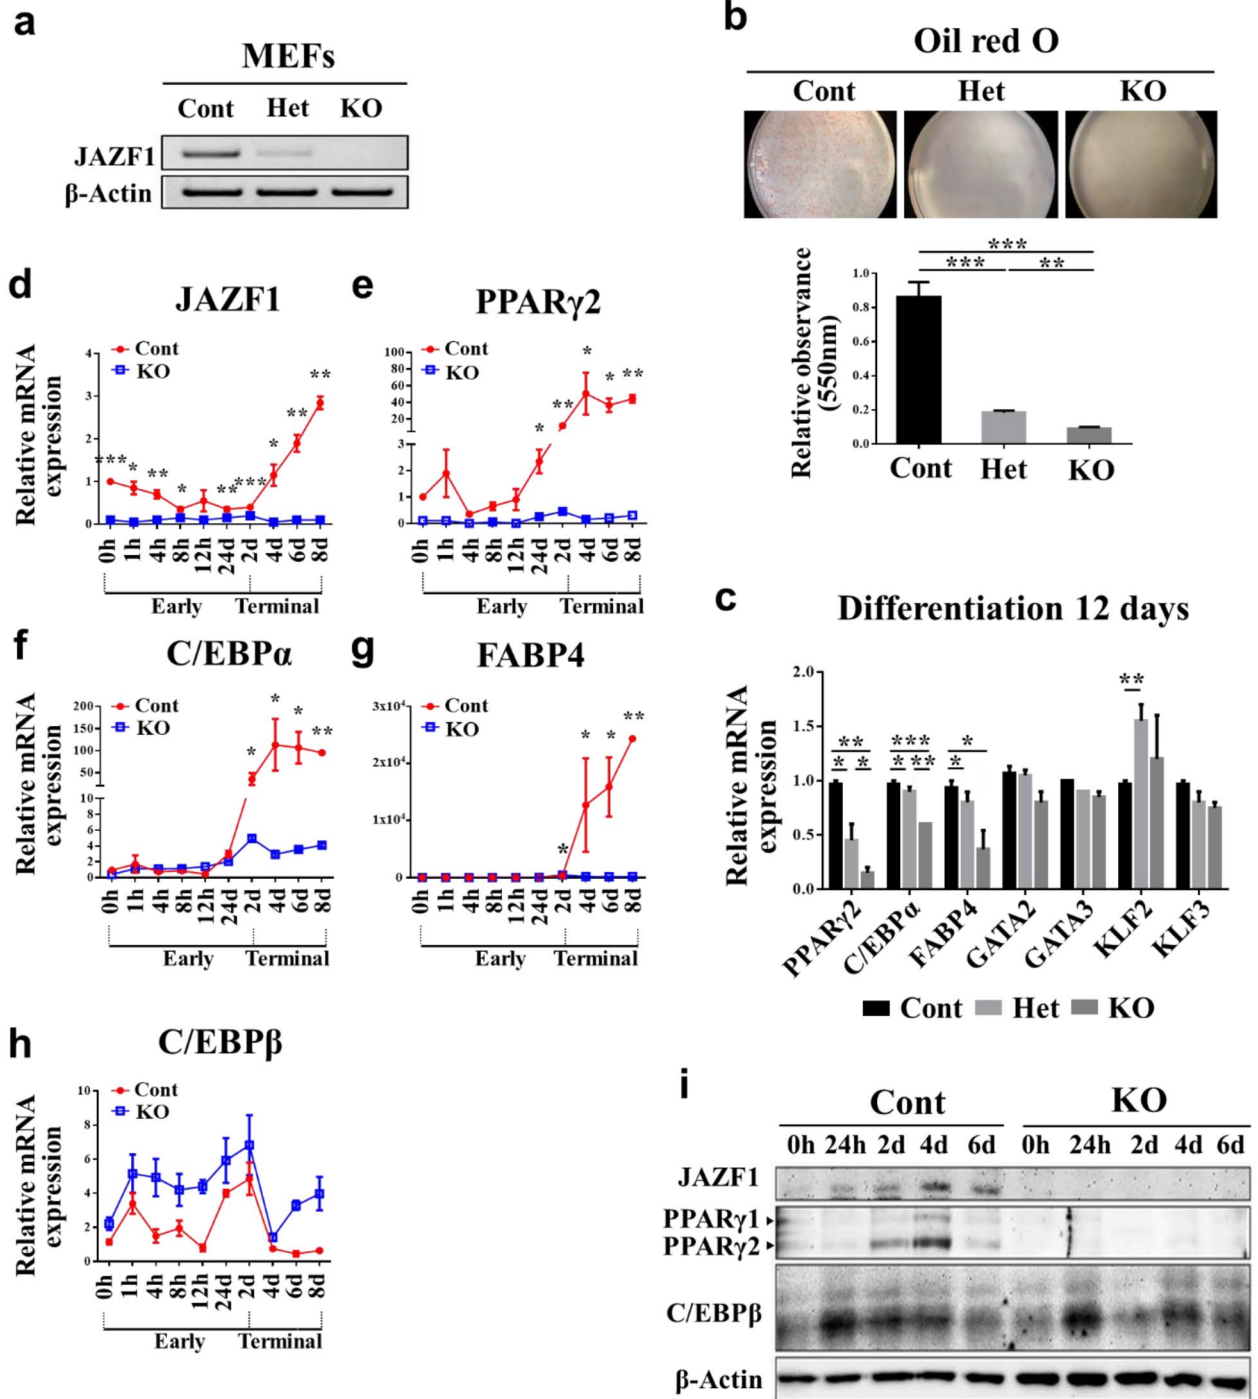 a
MEFs
Cont Het KO
JAZF1
β-Actin
b
Oil red O
Cont Het KO
***
*** **
Relative observance
(550nm)
1.0
0.8
0.6
0.4
0.2
0.0
Cont Het KO
d
JAZF1
Relative mRNA
expression
Cont
KO
4
3
2
1
0
*** * ** * ** *** * ** **
0h 1h 4h 8h 12h 24d 2d 4d 6d 8d
Early Terminal
e
PPARγ2
Cont
KO
100
80
60
40
20
3
2
1
0
* ** * * **
0h 1h 4h 8h 12h 24d 2d 4d 6d 8d
Early Terminal
c
Differentiation 12 days
Relative mRNA
expression
2.0
1.5
1.0
0.5
0.0
** *** * **
* * * ** *
PPARγ2 C/EBPα FABP4 GATA2 GATA3 KLF2 KLF3
Cont Het KO
f
C/EBPα
Relative mRNA
expression
Cont
KO
200
150
100
50
10
8
6
4
2
0
* * * **
0h 1h 4h 8h 12h 24d 2d 4d 6d 8d
Early Terminal
g
FABP4
Cont
KO
3x10⁴
2x10⁴
1x10⁴
0
* * * **
0h 1h 4h 8h 12h 24d 2d 4d 6d 8d
Early Terminal
h
C/EBPβ
Relative mRNA
expression
Cont
KO
10
8
6
4
2
0
0h 1h 4h 8h 12h 24d 2d 4d 6d 8d
Early Terminal
i
Cont KO
0h 24h 2d 4d 6d 0h 24h 2d 4d 6d
JAZF1
PPARγ1
PPARγ2
C/EBPβ
β-Actin